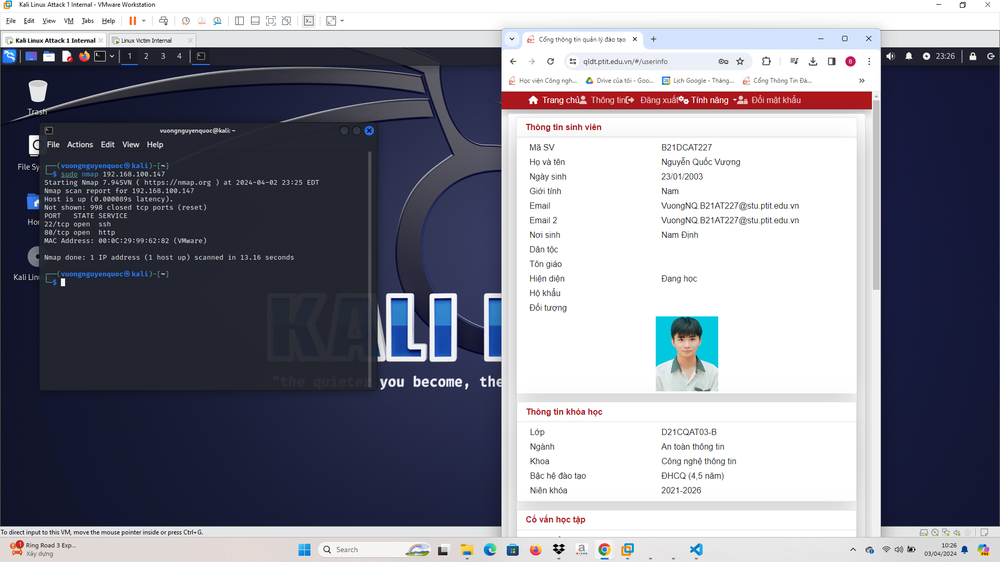 Kali Linux Attack 1 Internal - VMware Workstation
File Edit View VM Tabs Help
Kali Linux Attack 1 Internal
Linux Victim Internal
1 2 3 4
23:26
Trash
File Sy
Ho
Kali Lin
vuongnguyenquoc@kali: ~
File Actions Edit View Help
(vuongnguyenquoc㉿kali)-[~]
$ sudo nmap 192.168.100.147
Starting Nmap 7.94SVN ( https://nmap.org ) at 2024-04-02 23:25 EDT
Nmap scan report for 192.168.100.147
Host is up (0.000089s latency).
Not shown: 998 closed tcp ports (reset)
PORT   STATE SERVICE
22/tcp open  ssh
80/tcp open  http
MAC Address: 00:0C:29:99:62:82 (VMware)
Nmap done: 1 IP address (1 host up) scanned in 13.16 seconds
(vuongnguyenquoc㉿kali)-[~]
$
KALI
"the quieter you become, the
Cổng thông tin quản lý đào tạo
qldt.ptit.edu.vn/#/userinfo
B
Học viện Công ngh...
Drive của tôi - Goo...
28 Lịch Google - Tháng...
Cổng Thông Tin Đà...
Trang chủ Thông tin Đăng xuất Tính năng Đổi mật khẩu
Thông tin sinh viên
Mã SV B21DCAT227
Họ và tên Nguyễn Quốc Vượng
Ngày sinh 23/01/2003
Giới tính Nam
Email VuongNQ.B21AT227@stu.ptit.edu.vn
Email 2 VuongNQ.B21AT227@stu.ptit.edu.vn
Nơi sinh Nam Định
Dân tộc
Tôn giáo
Hiện diện Đang học
Hộ khẩu
Đối tượng
Thông tin khóa học
Lớp D21CQAT03-B
Ngành An toàn thông tin
Khoa Công nghệ thông tin
Bậc hệ đào tạo ĐHCQ (4,5 năm)
Niên khóa 2021-2026
Cố vấn học tập
To direct input to this VM, move the mouse pointer inside or press Ctrl+G.
1
Ring Road 3 Exp...
Xây dựng
Search
a
PRE
10:26
03/04/2024